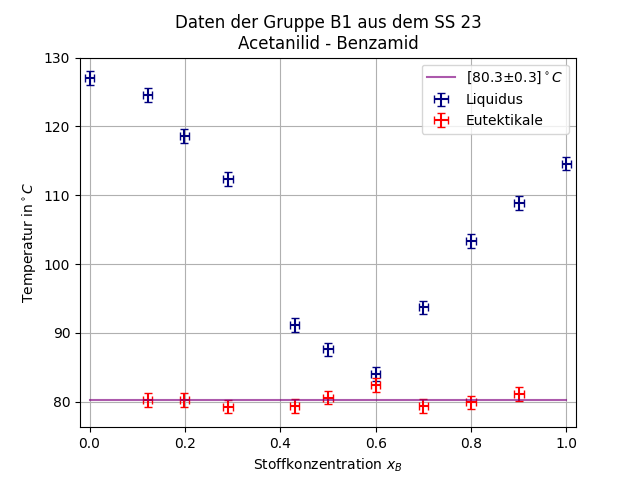 Daten der Gruppe B1 aus dem SS 23
Acetanilid - Benzamid
[80.3±0.3]°C
Liquidus
Eutektikale
130
120
110
100
90
80
Temperatur in°C
0.0 0.2 0.4 0.6 0.8 1.0
Stoffkonzentration x_B